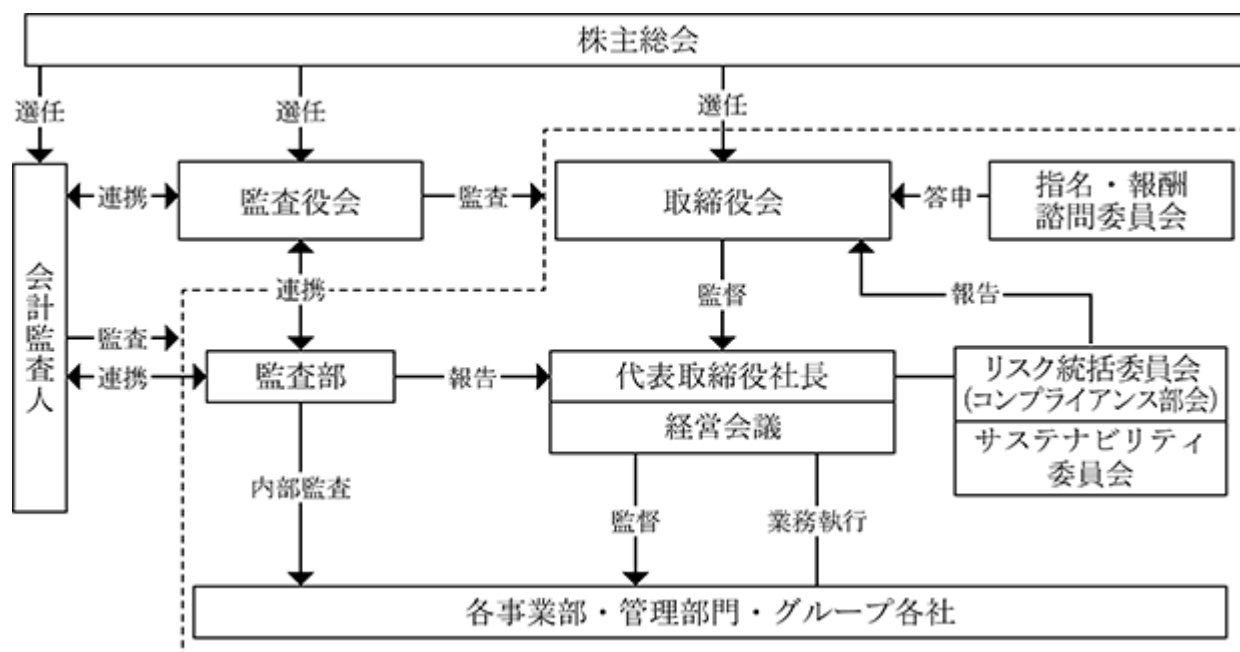 株主総会
選任
選任
選任
監査役会
取締役会
指名・報酬
諮問委員会
連携
監査
答申
会計監査人
連携
監督
報告
監査
連携
監査部
報告
代表取締役社長
経営会議
リスク統括委員会
(コンプライアンス部会)
サステナビリティ
委員会
内部監査
監督
業務執行
各事業部・管理部門・グループ各社